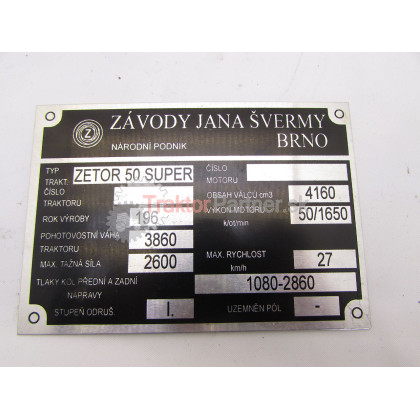 ZÁVODY JANA ŠVERMY
NÁRODNÍ PODNIK BRNO
Z
TYP TRAKT. ZETOR 50 SUPER
ČÍSLO TRAKTORU
ROK VÝROBY 196
POHOTOVOSTNÍ VÁHA TRAKTORU 3860
MAX. TAŽNÁ SÍLA 2600
ČÍSLO MOTORU
OBSAH VÁLCŮ cm3 4160
VÝKON MOTORU k/ot/min 50/1650
MAX. RYCHLOST km/h 27
TLAKY KOL PŘEDNÍ A ZADNÍ NÁPRAVY 1080-2860
STUPEŇ ODRUŠ. I.
UZEMNĚN PÓL -